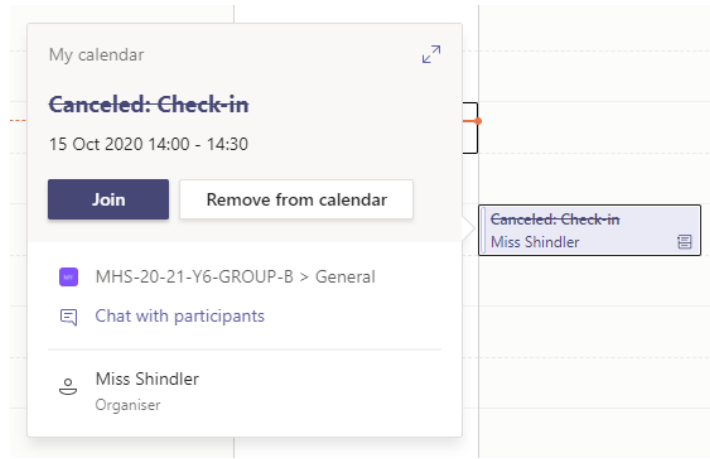 My calendar
Canceled: Check-in
15 Oct 2020 14:00 - 14:30
Join
Remove from calendar
MHS-20-21-Y6-GROUP-B > General
Chat with participants
Miss Shindler
Organiser
Canceled: Check-in
Miss Shindler